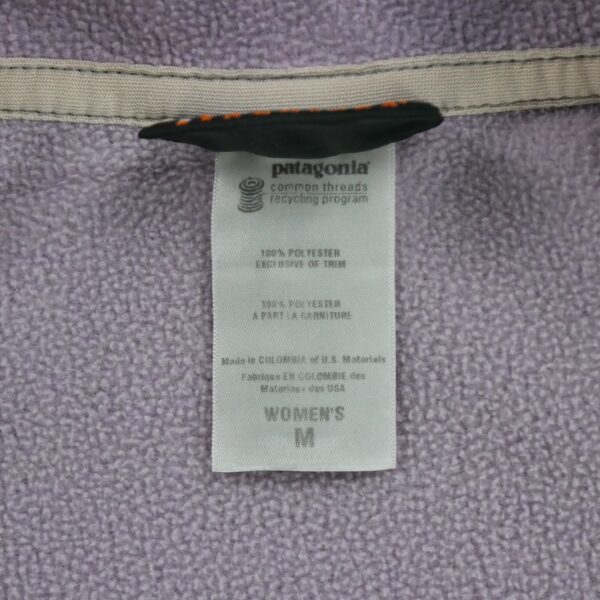 patagonia®
common threads
recycling program
100% POLYESTER
EXCLUSIVE OF TRIM
100% POLYESTER
A PART LA GARNITURE
Made in COLOMBIA of U.S. Materials
Fabrique EN COLOMBIE des
Materiaux des USA
WOMEN'S
M